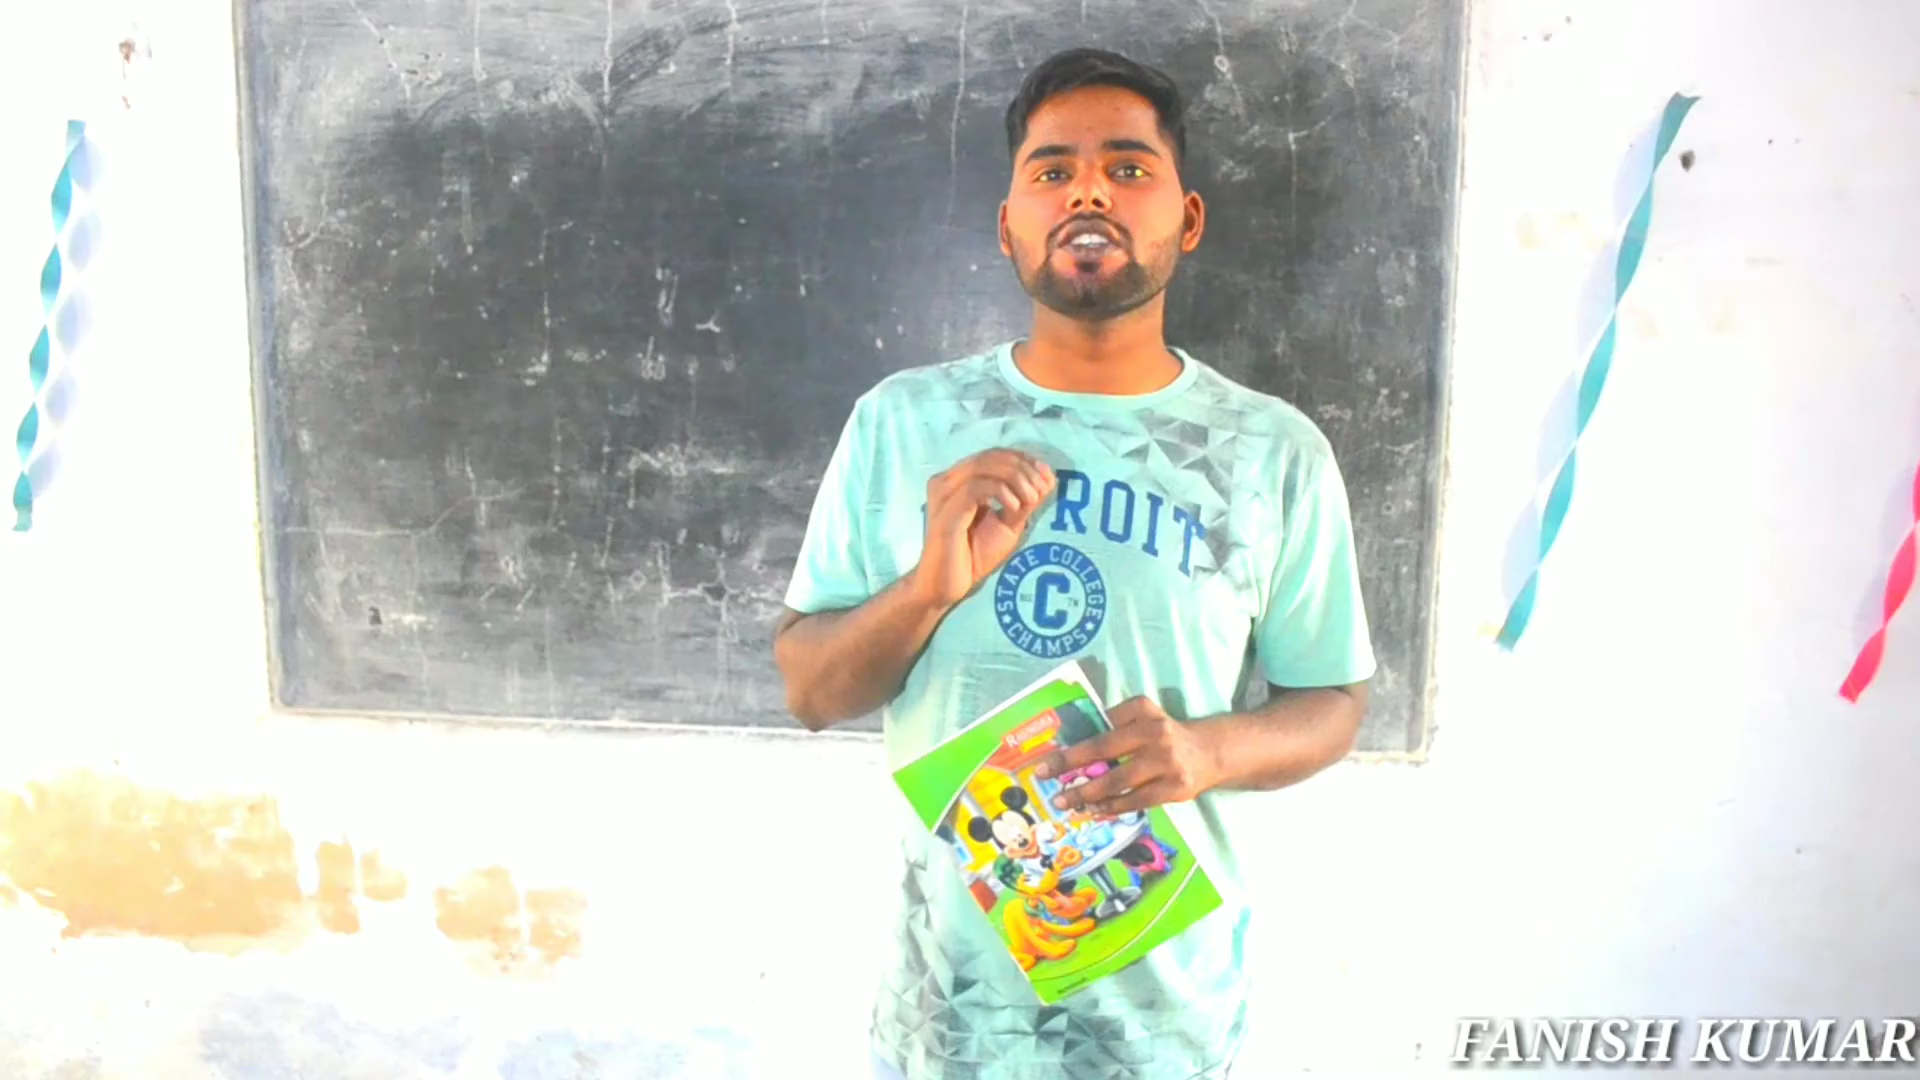 ROIT
STATE COLLEGE
C
CHAMPS
FANISH KUMAR